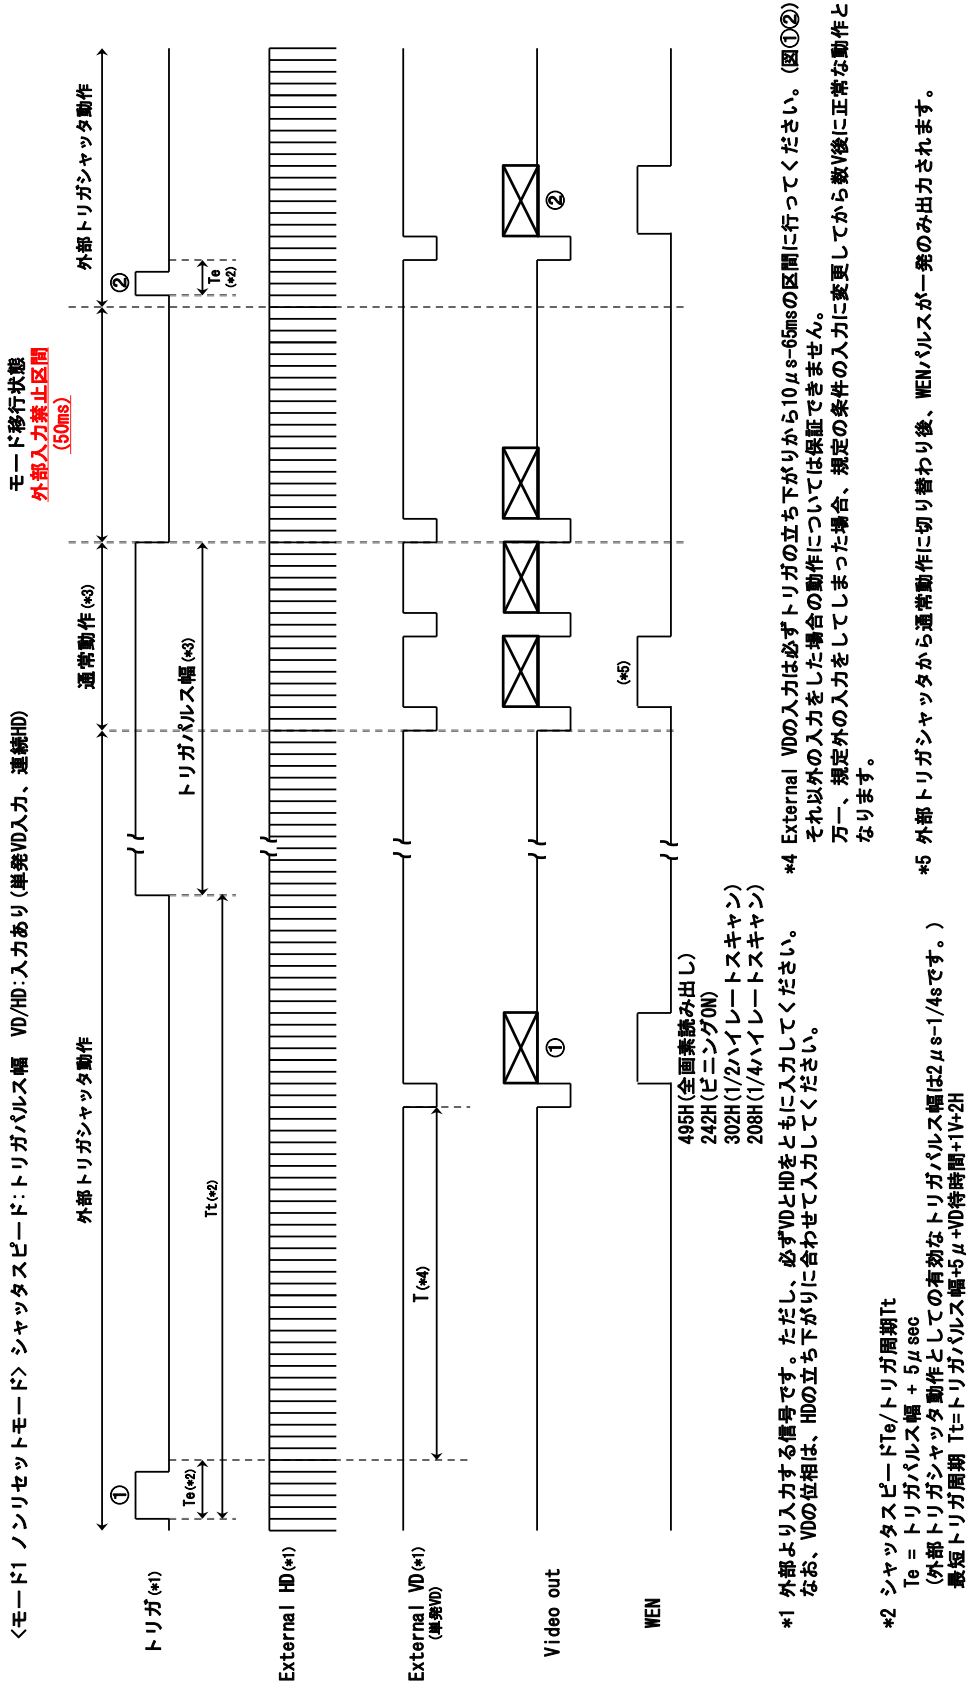 <モード1 ノンリセットモード> シャッタスピード:トリガパルス幅 VD/HD:入力あり(単発VD入力、連続HD)
モード移行状態
外部入力禁止区間
(50ms)
外部トリガシャッタ動作
通常動作(*3)
外部トリガシャッタ動作
トリガ(*1)
①
②
Te(*2)
Tt(*2)
トリガパルス幅(*3)
Te
(*2)
External HD(*1)
External VD(*1)
(単発VD)
T(*4)
Video out
①
②
WEN
(*5)
495H(全画素読み出し)
242H(ビニングON)
302H(1/2ハイレートスキャン)
208H(1/4ハイレートスキャン)
*1 外部より入力する信号です。ただし、必ずVDとHDをともに入力してください。
なお、VDの位相は、HDの立ち下がりに合わせて入力してください。
*2 シャッタスピードTe/トリガ周期Tt
Te = トリガパルス幅 + 5μsec
(外部トリガシャッタ動作としての有効なトリガパルス幅は2μs-1/4sです。)
最短トリガ周期 Tt=トリガパルス幅+5μ+VD待時間+1V+2H
*4 External VDの入力は必ずトリガの立ち下がりから10μs-65msの区間に行ってください。(図①②)
それ以外の入力をした場合の動作については保証できません。
万一、規定外の入力をしてしまった場合、規定の条件の入力に変更してから数V後に正常な動作と
なります。
*5 外部トリガシャッタから通常動作に切り替わり後、WENパルスが一発のみ出力されます。